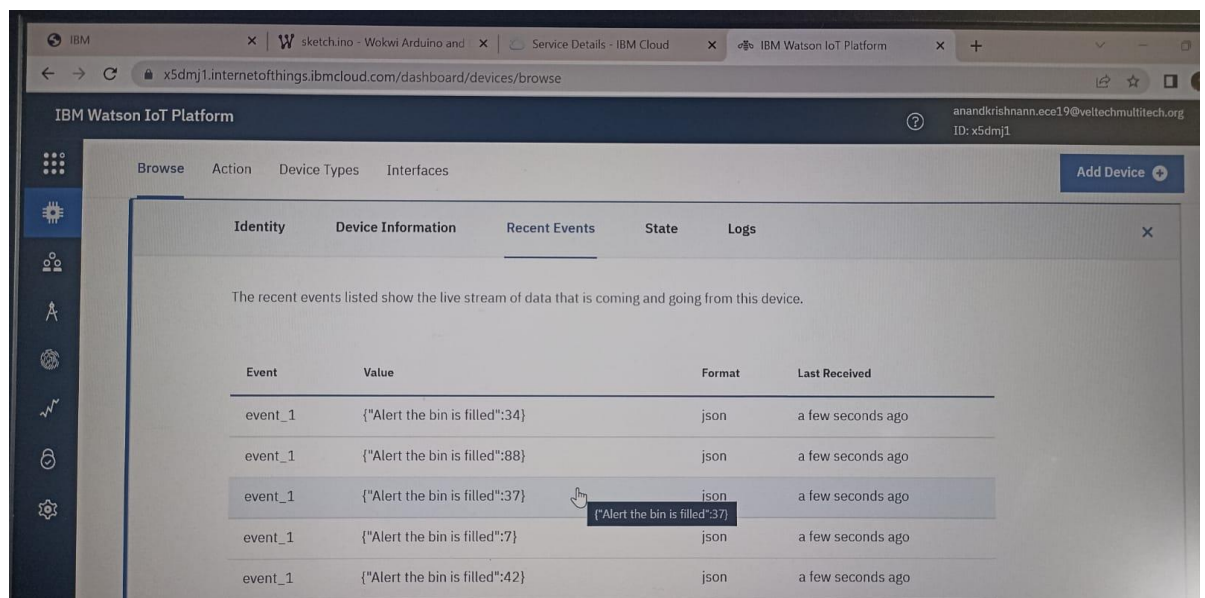 IBM
sketch.ino - Wokwi Arduino and
Service Details - IBM Cloud
IBM Watson IoT Platform
x5dmj1.internetofthings.ibmcloud.com/dashboard/devices/browse
IBM Watson IoT Platform
anandkrishnann.ece19@veltechmultitech.org
ID: x5dmj1
Browse Action Device Types Interfaces
Add Device
Identity Device Information Recent Events State Logs
The recent events listed show the live stream of data that is coming and going from this device.
Event Value Format Last Received
event_1 {"Alert the bin is filled":34} json a few seconds ago
event_1 {"Alert the bin is filled":88} json a few seconds ago
event_1 {"Alert the bin is filled":37} json a few seconds ago
{"Alert the bin is filled":37}
event_1 {"Alert the bin is filled":7} json a few seconds ago
event_1 {"Alert the bin is filled":42} json a few seconds ago